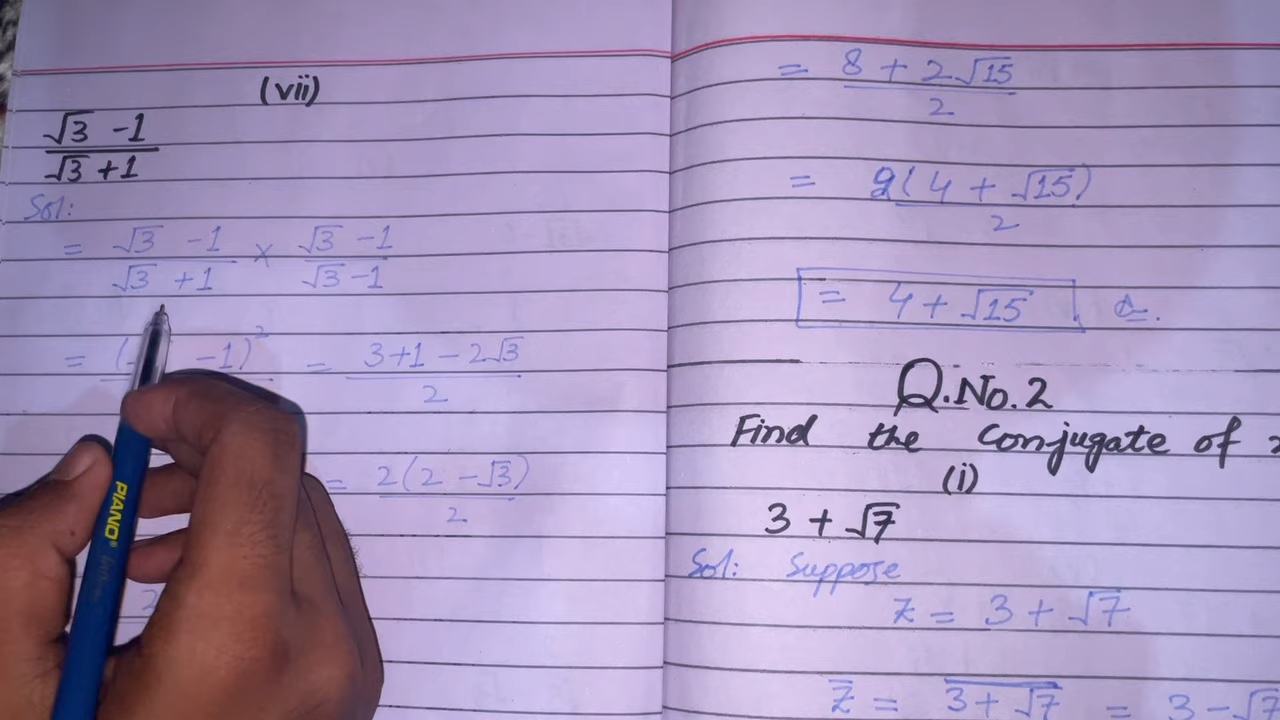 (vii)
√3 -1
√3 +1
Sol:
= √3 -1 / √3 +1 × √3 -1 / √3 -1
= ( -1)² = 3+1 - 2√3 / 2
= 2(2 - √3) / 2
2
PIANO
= 8 + 2√15 / 2
= 2(4 + √15) / 2
= 4 + √15
Q.No.2
Find the Conjugate of
(i)
3 + √7
Sol: Suppose
z = 3 + √7
z̅ = 3 + √7 = 3 - √7